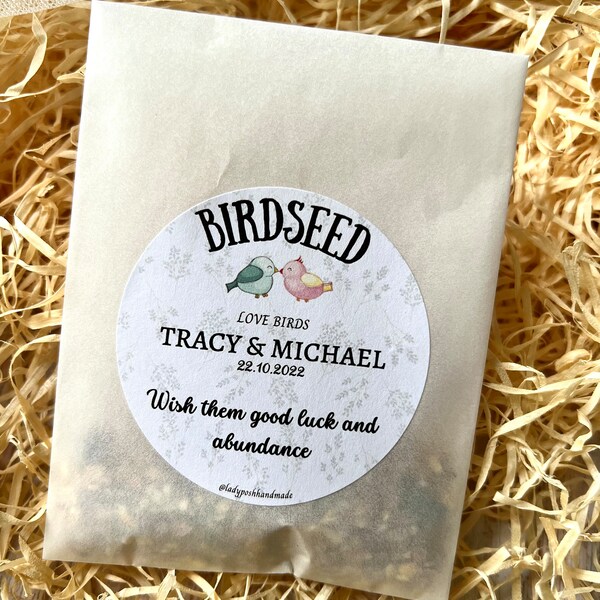 BIRDSEED
LOVE BIRDS
TRACY & MICHAEL
22.10.2022
Wish them good luck and
abundance
@ladyposhhandmade